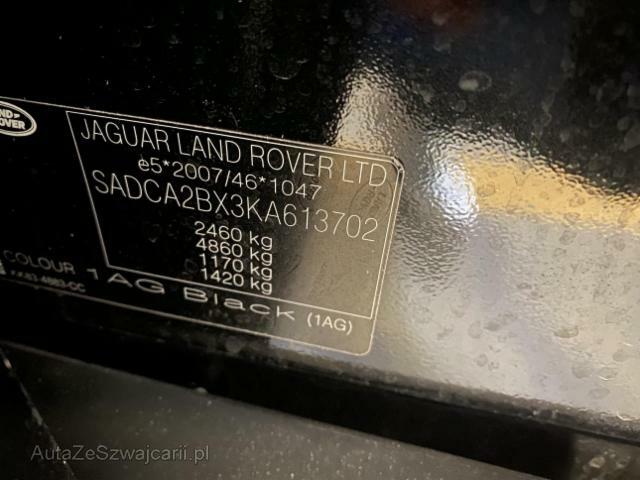 JAGUAR LAND ROVER LTD
e5*2007/46*1047
SADCA2BX3KA613702
2460 kg
4860 kg
1170 kg
1420 kg
COLOUR 1AG Black (1AG)
ROVER
AutaZeSzwajcarii.pl